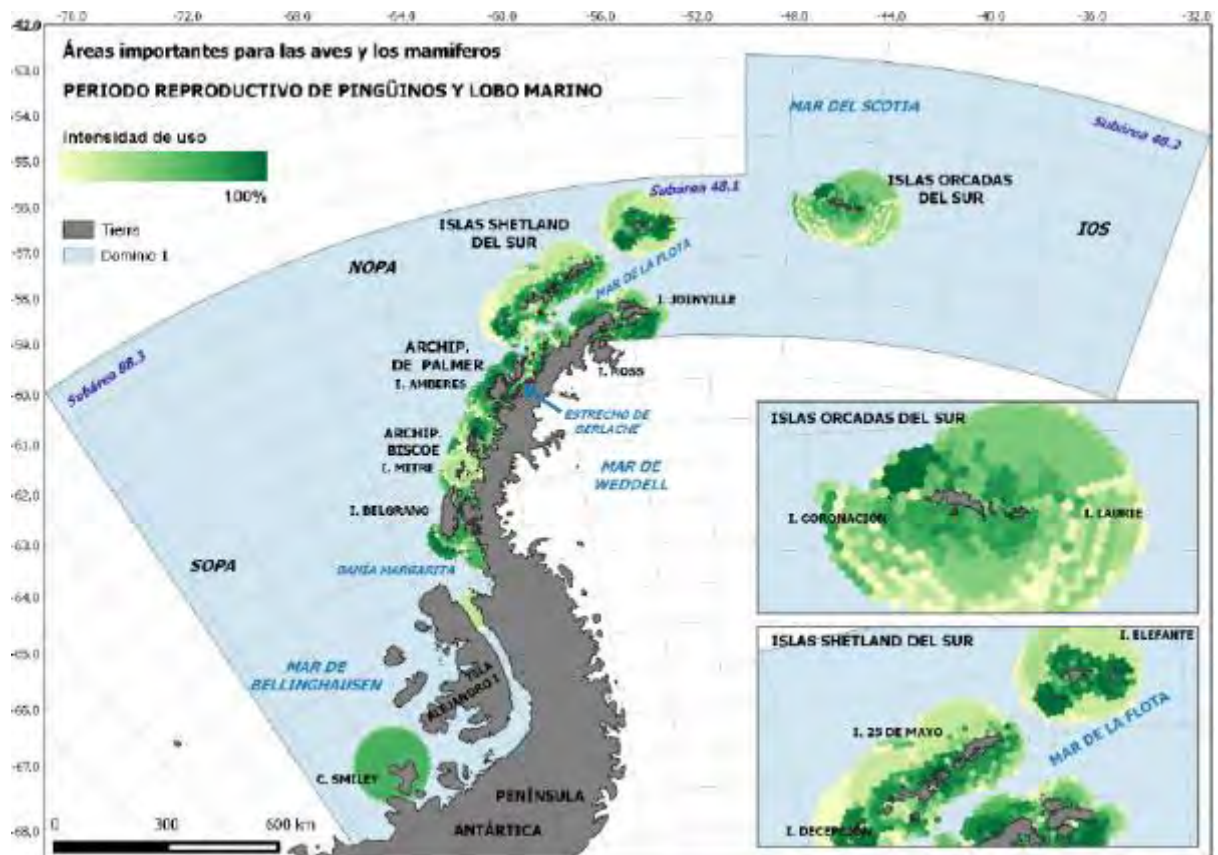 -76.0 -72.0 -68.0 -64.0 -60.0 -56.0 -52.0 -48.0 -44.0 -40.0 -36.0 -32.0
-52.0
-53.0
-54.0
-55.0
-56.0
-57.0
-58.0
-59.0
-60.0
-61.0
-62.0
-63.0
-64.0
-65.0
-66.0
-67.0
-68.0
Áreas importantes para las aves y los mamíferos
PERIODO REPRODUCTIVO DE PINGÜINOS Y LOBO MARINO
Intensidad de uso
100%
Tierra
Dominio 1
MAR DEL SCOTIA
Subárea 48.2
Subárea 48.1
ISLAS ORCADAS
DEL SUR
IOS
ISLAS SHETLAND
DEL SUR
NOPA
MAR DE LA FLOTA
I. JOINVILLE
ARCHIP.
DE PALMER
I. AMBERES
I. ROSS
Subárea 88.3
ESTRECHO DE
GERLACHE
ARCHIP.
BISCOE
I. MITRE
MAR DE
WEDDELL
I. BELGRANO
SOPA
BAHÍA MARGARITA
MAR DE
BELLINGHAUSEN
ISLA
ALEJANDRO I
C. SMILEY
PENÍNSULA
ANTÁRTICA
0 300 600 km
ISLAS ORCADAS DEL SUR
I. CORONACIÓN
I. LAURIE
ISLAS SHETLAND DEL SUR
I. ELEFANTE
I. 25 DE MAYO
MAR DE LA FLOTA
I. DECEPCIÓN